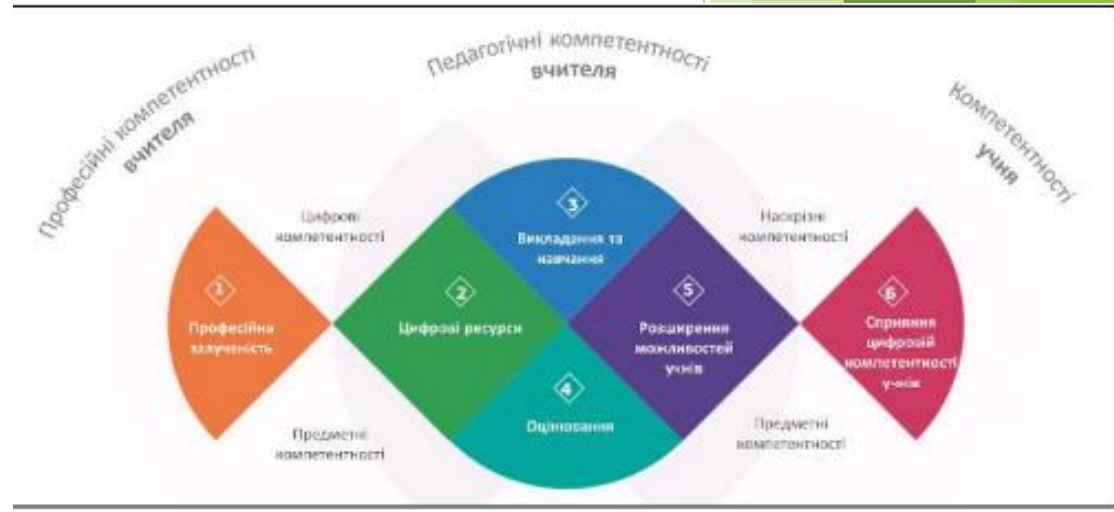 Професійні компетентності
вчителя
Педагогічні компетентності
вчителя
Компетентності
учня
Цифрові
компетентності
Наскрізні
компетентності
1
Професійна
залученість
2
Цифрові ресурси
3
Викладання та
навчання
4
Оцінювання
5
Розширення
можливостей
учнів
6
Сприяння
цифровій
компетентності
учнів
Предметні
компетентності
Предметні
компетентності